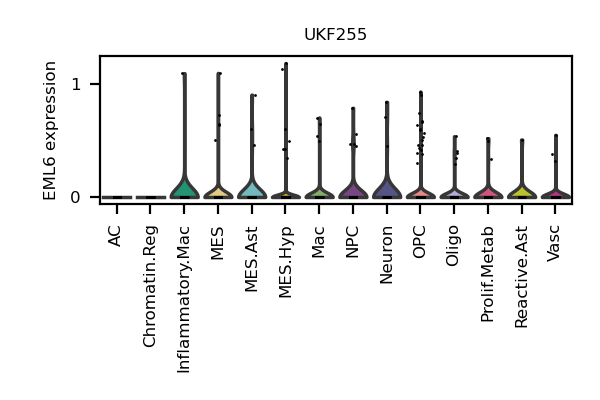 UKF255
EML6 expression
1
0
AC
Chromatin.Reg
Inflammatory.Mac
MES
MES.Ast
MES.Hyp
Mac
NPC
Neuron
OPC
Oligo
Prolif.Metab
Reactive.Ast
Vasc